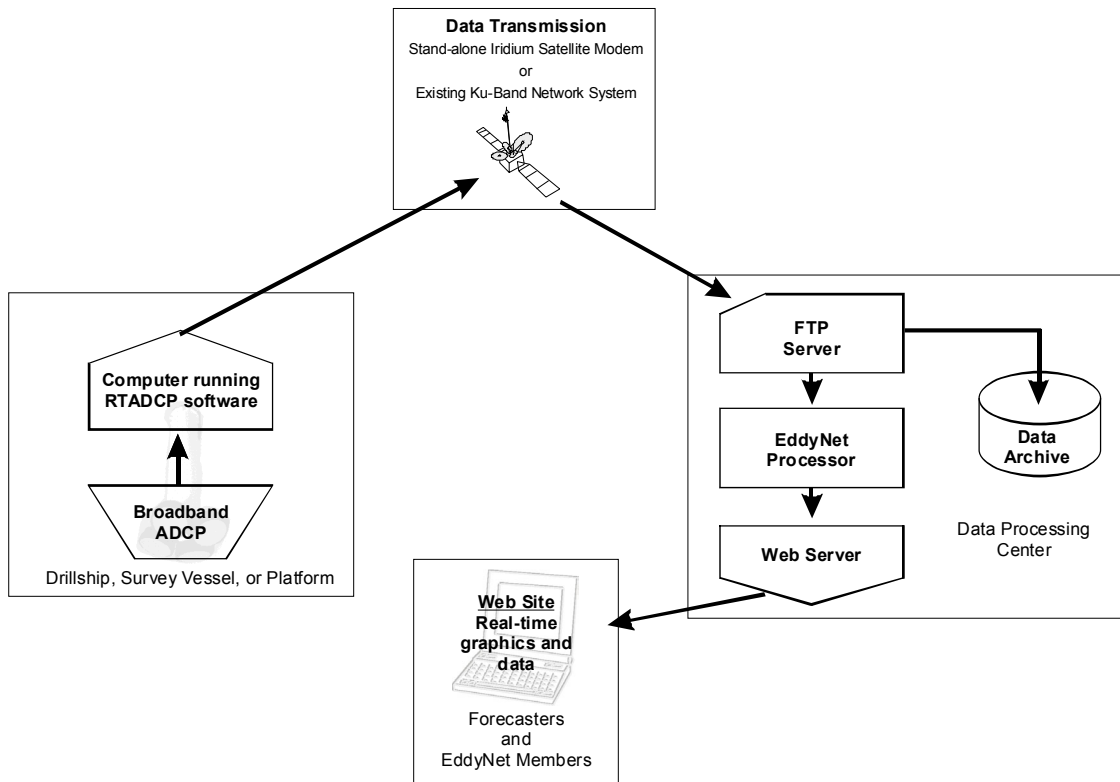 Data Transmission
Stand-alone Iridium Satellite Modem
or
Existing Ku-Band Network System
Computer running
RTADCP software
Broadband
ADCP
Drillship, Survey Vessel, or Platform
FTP
Server
EddyNet
Processor
Web Server
Data
Archive
Data Processing
Center
Web Site
Real-time
graphics and
data
Forecasters
and
EddyNet Members